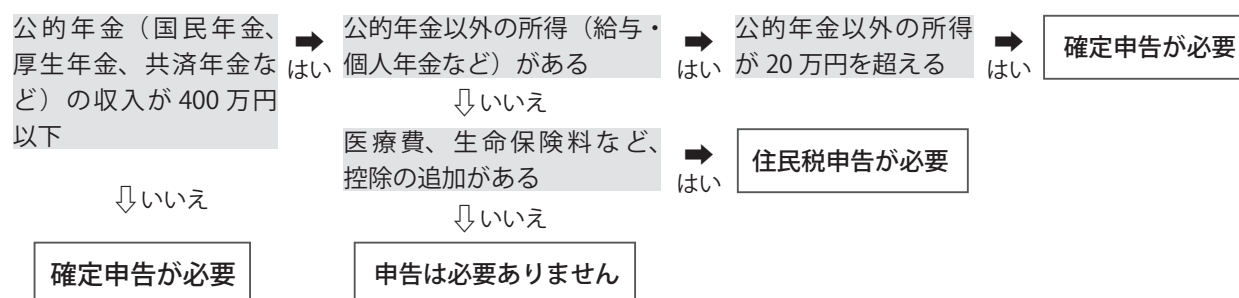 公的年金（国民年金、
厚生年金、共済年金な
ど）の収入が 400 万円
以下
はい
公的年金以外の所得（給与・
個人年金など）がある
はい
公的年金以外の所得
が 20 万円を超える
はい
確定申告が必要
いいえ
医療費、生命保険料など、
控除の追加がある
はい
住民税申告が必要
いいえ
いいえ
確定申告が必要
申告は必要ありません